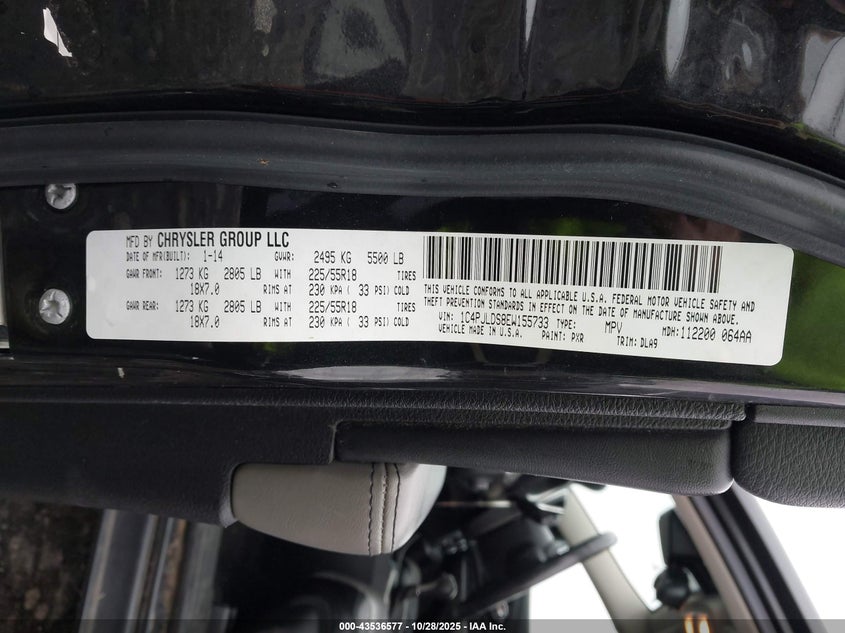 MFD BY CHRYSLER GROUP LLC
DATE OF MFR(BUILT): 1-14 GVWR: 2495 KG 5500 LB
GAWR FRONT: 1273 KG 2805 LB WITH 225/55R18 TIRES
18X7.0 RIMS AT 230 KPA ( 33 PSI) COLD
GAWR REAR: 1273 KG 2805 LB WITH 225/55R18 TIRES
18X7.0 RIMS AT 230 KPA ( 33 PSI) COLD
THIS VEHICLE CONFORMS TO ALL APPLICABLE U.S.A. FEDERAL MOTOR VEHICLE SAFETY AND
THEFT PREVENTION STANDARDS IN EFFECT ON THE DATE OF MANUFACTURE SHOWN ABOVE.
VIN: 1C4PJLDS8EW155733 TYPE: MPV MDH: 112200 064AA
VEHICLE MADE IN U.S.A. PAINT: PXR TRIM: DLA9
000-43536577 - 10/28/2025 - IAA Inc.